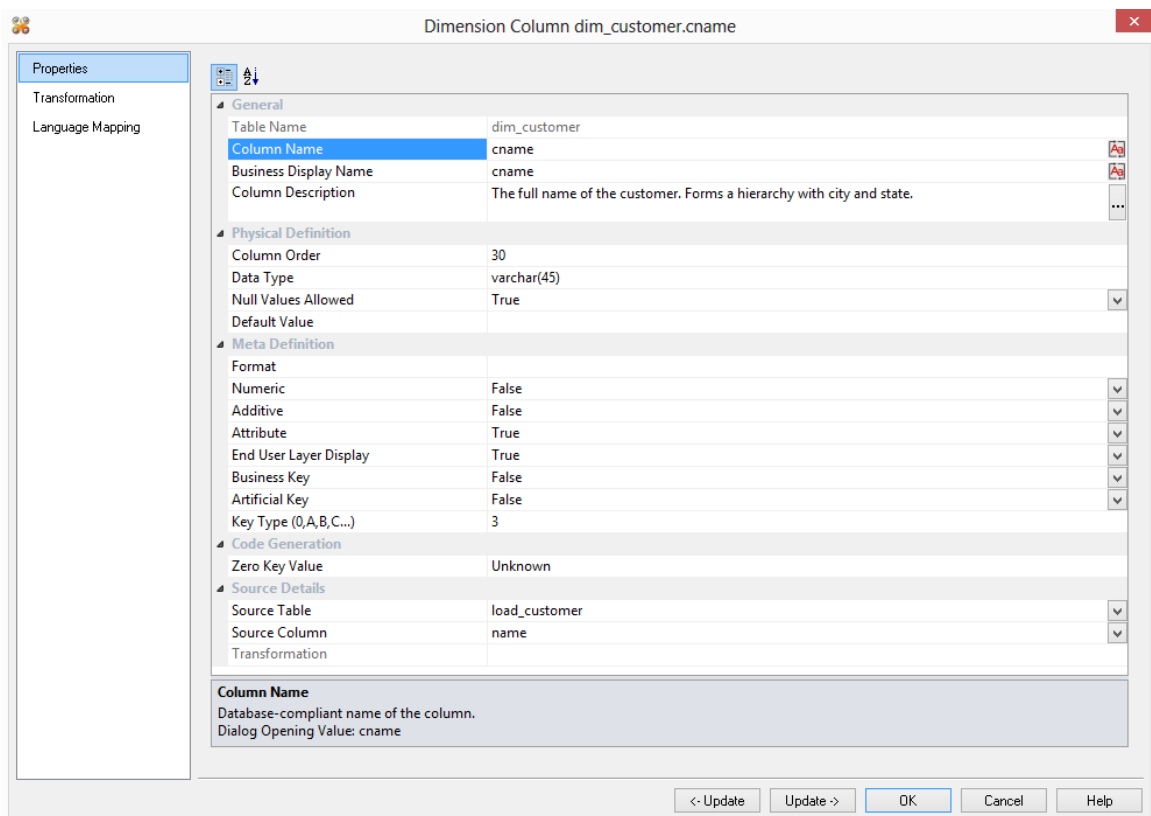 Dimension Column dim_customer.cname
Properties
Transformation
Language Mapping
General
Table Name dim_customer
Column Name cname
Business Display Name cname
Column Description The full name of the customer. Forms a hierarchy with city and state.
...
Physical Definition
Column Order 30
Data Type varchar(45)
Null Values Allowed True
Default Value
Meta Definition
Format
Numeric False
Additive False
Attribute True
End User Layer Display True
Business Key False
Artificial Key False
Key Type (0,A,B,C...) 3
Code Generation
Zero Key Value Unknown
Source Details
Source Table load_customer
Source Column name
Transformation
Column Name
Database-compliant name of the column.
Dialog Opening Value: cname
<- Update Update -> OK Cancel Help